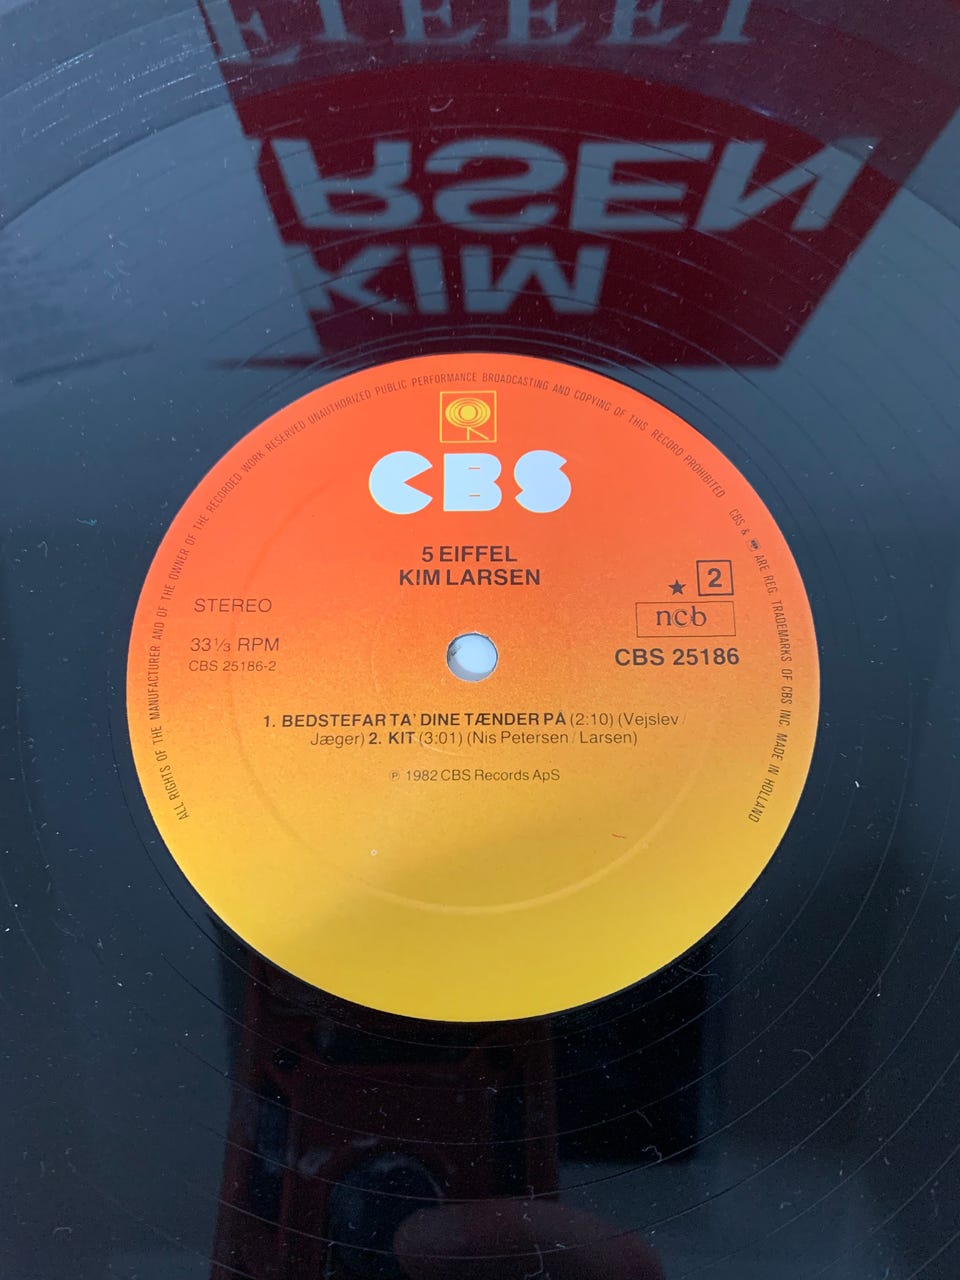 EIFFEL
RSEN
KIM
ALL RIGHTS OF THE MANUFACTURER AND OF THE OWNER OF THE RECORDED WORK RESERVED UNAUTHORIZED PUBLIC PERFORMANCE BROADCASTING AND COPYING OF THIS RECORD PROHIBITED
CBS & ARE REG. TRADEMARKS OF CBS INC MADE IN HOLLAND
CBS
5 EIFFEL
KIM LARSEN
STEREO
33 1/3 RPM
CBS 25186-2
★ 2
ncb
CBS 25186
1. BEDSTEFAR TA' DINE TÆNDER PÅ (2:10) (Vejslev /
Jæger) 2. KIT (3:01) (Nis Petersen / Larsen)
℗ 1982 CBS Records ApS